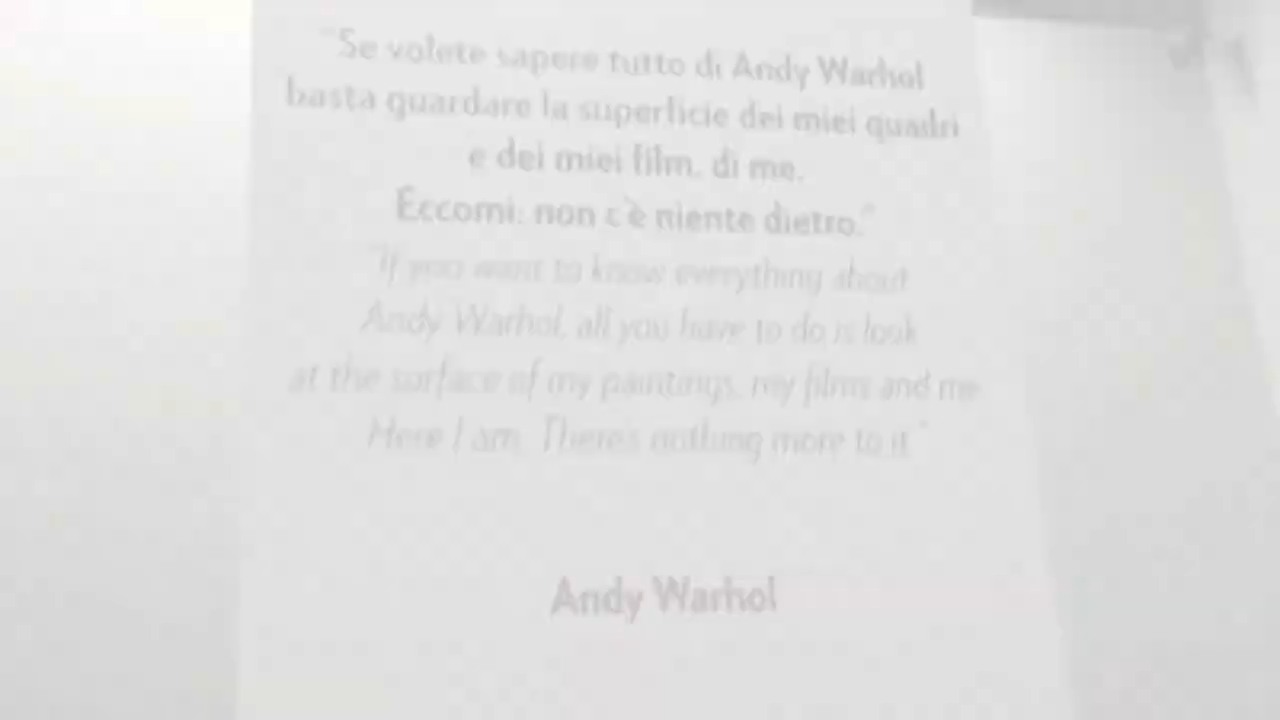 "Se volete sapere tutto di Andy Warhol
basta guardare la superficie dei miei quadri
e dei miei film, di me.
Eccomi: non c'è niente dietro."
"If you want to know everything about
Andy Warhol, all you have to do is look
at the surface of my paintings, my films and me
Here I am. There's nothing more to it."
Andy Warhol